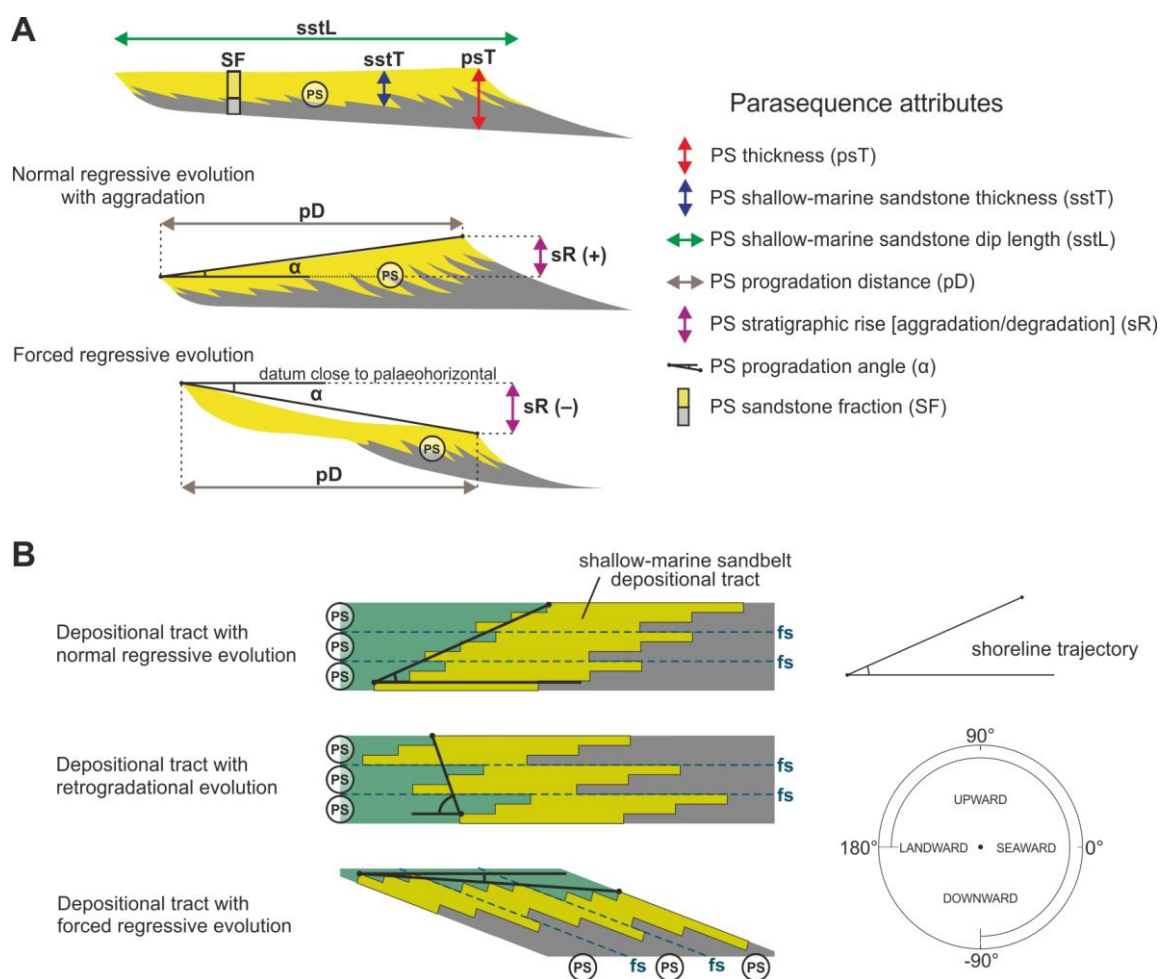 A
sstL
SF
sstT
psT
PS
Normal regressive evolution
with aggradation
pD
sR (+)
α
PS
Forced regressive evolution
datum close to palaeohorizontal
α
sR (–)
PS
pD
Parasequence attributes
PS thickness (psT)
PS shallow-marine sandstone thickness (sstT)
PS shallow-marine sandstone dip length (sstL)
PS progradation distance (pD)
PS stratigraphic rise [aggradation/degradation] (sR)
PS progradation angle (α)
PS sandstone fraction (SF)
B
shallow-marine sandbelt
depositional tract
Depositional tract with
normal regressive evolution
PS
PS
PS
fs
fs
shoreline trajectory
Depositional tract with
retrogradational evolution
PS
PS
PS
fs
fs
Depositional tract with
forced regressive evolution
PS
fs
PS
fs
PS
90°
UPWARD
180°
LANDWARD
SEAWARD
0°
DOWNWARD
-90°